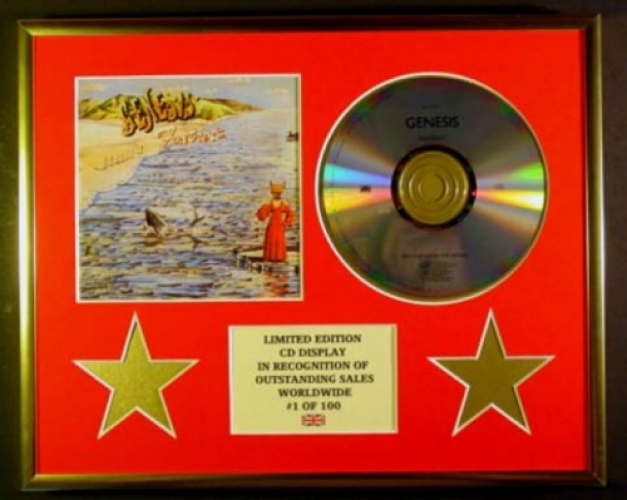 GENESIS
Foxtrot
GENESIS
LIMITED EDITION
CD DISPLAY
IN RECOGNITION OF
OUTSTANDING SALES
WORLDWIDE
#1 OF 100